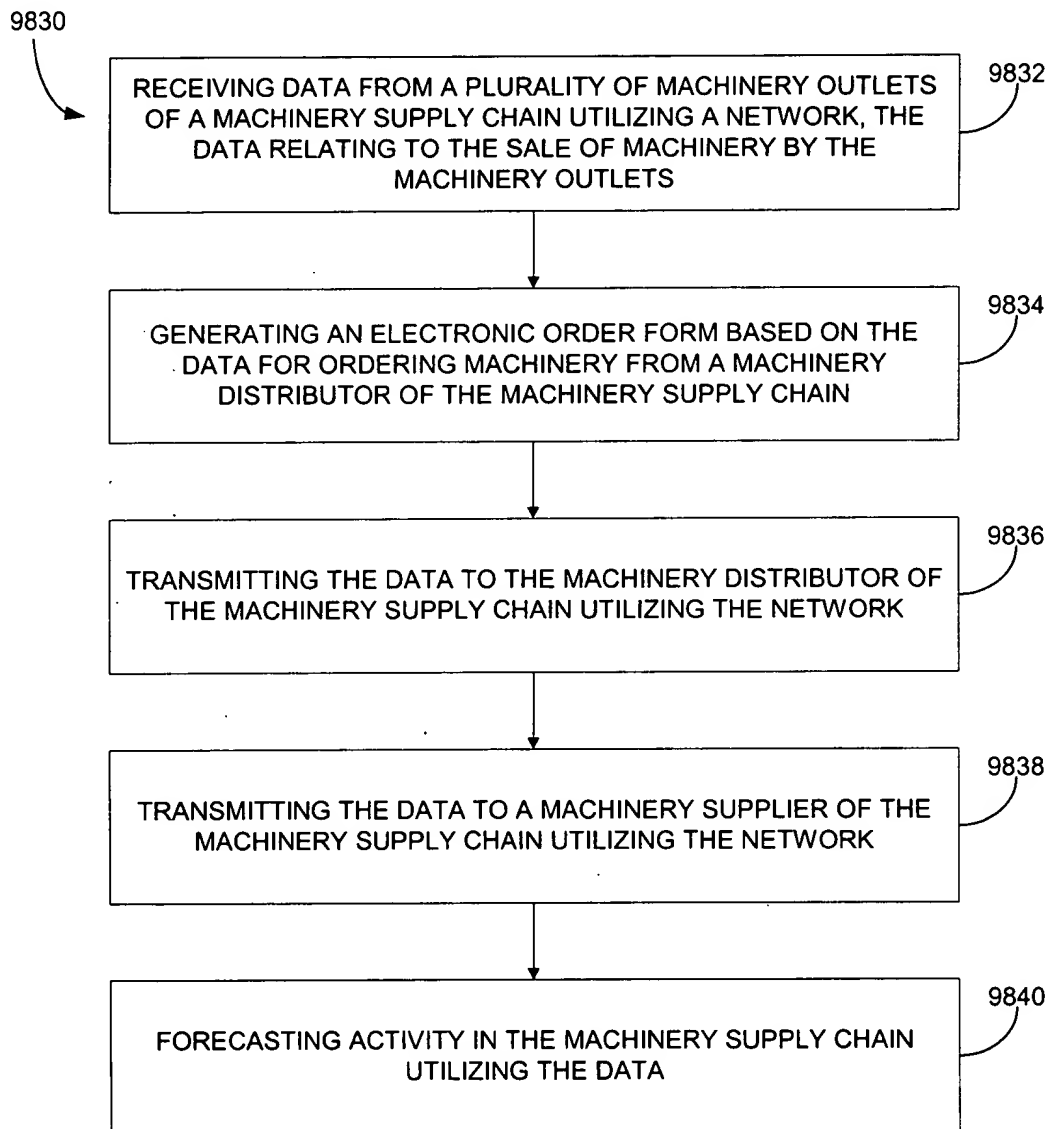 9830
RECEIVING DATA FROM A PLURALITY OF MACHINERY OUTLETS
OF A MACHINERY SUPPLY CHAIN UTILIZING A NETWORK, THE
DATA RELATING TO THE SALE OF MACHINERY BY THE
MACHINERY OUTLETS
9832
GENERATING AN ELECTRONIC ORDER FORM BASED ON THE
DATA FOR ORDERING MACHINERY FROM A MACHINERY
DISTRIBUTOR OF THE MACHINERY SUPPLY CHAIN
9834
TRANSMITTING THE DATA TO THE MACHINERY DISTRIBUTOR OF
THE MACHINERY SUPPLY CHAIN UTILIZING THE NETWORK
9836
TRANSMITTING THE DATA TO A MACHINERY SUPPLIER OF THE
MACHINERY SUPPLY CHAIN UTILIZING THE NETWORK
9838
FORECASTING ACTIVITY IN THE MACHINERY SUPPLY CHAIN
UTILIZING THE DATA
9840